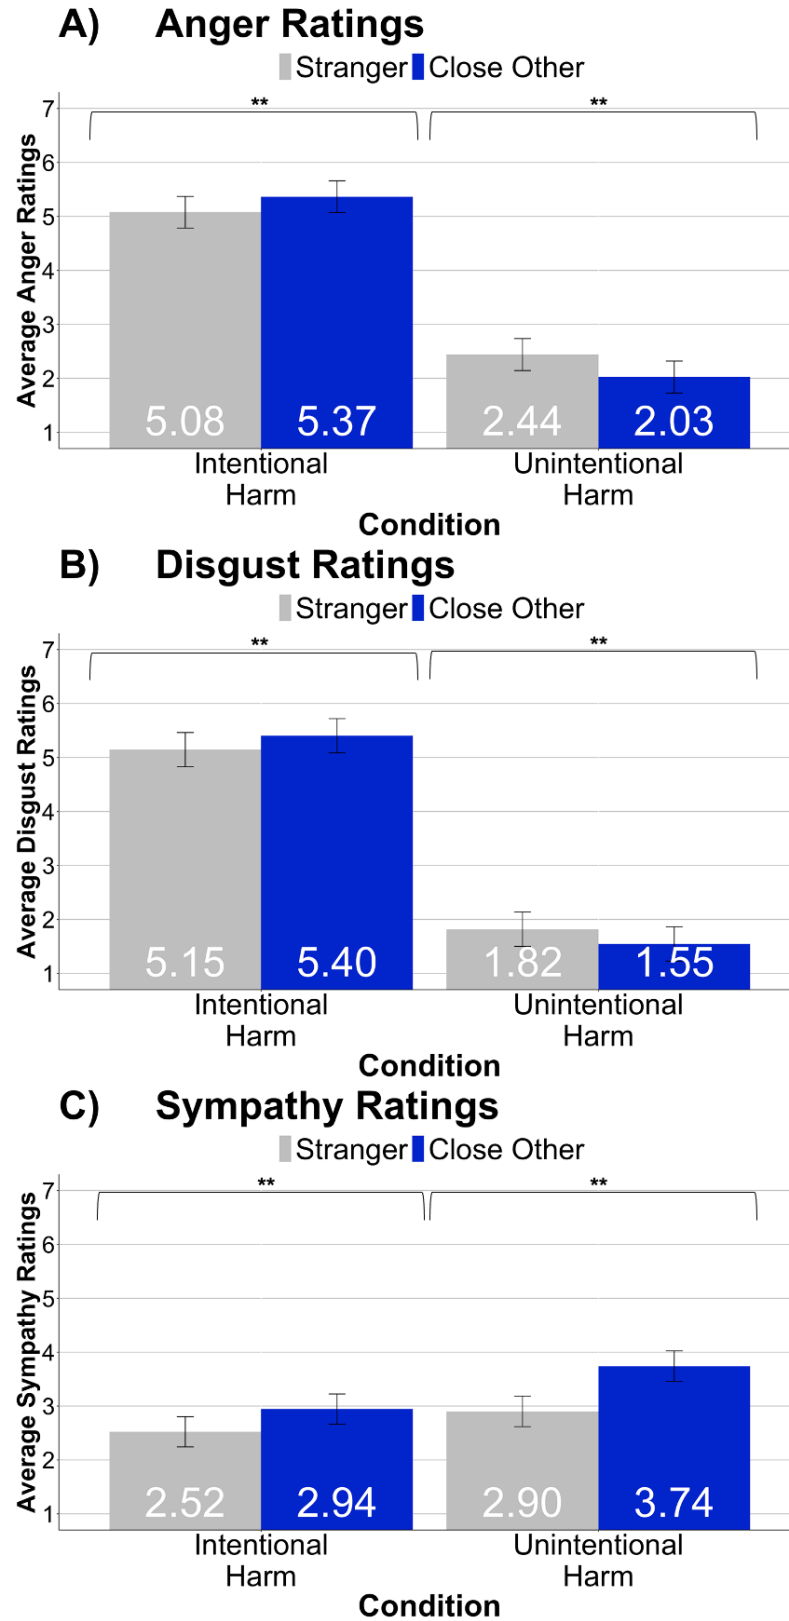 A) Anger Ratings
Stranger Close Other
** **
7
6
5
4
3
2
1
Average Anger Ratings
5.08 5.37 2.44 2.03
Intentional Harm Unintentional Harm
Condition
B) Disgust Ratings
Stranger Close Other
** **
7
6
5
4
3
2
1
Average Disgust Ratings
5.15 5.40 1.82 1.55
Intentional Harm Unintentional Harm
Condition
C) Sympathy Ratings
Stranger Close Other
** **
7
6
5
4
3
2
1
Average Sympathy Ratings
2.52 2.94 2.90 3.74
Intentional Harm Unintentional Harm
Condition